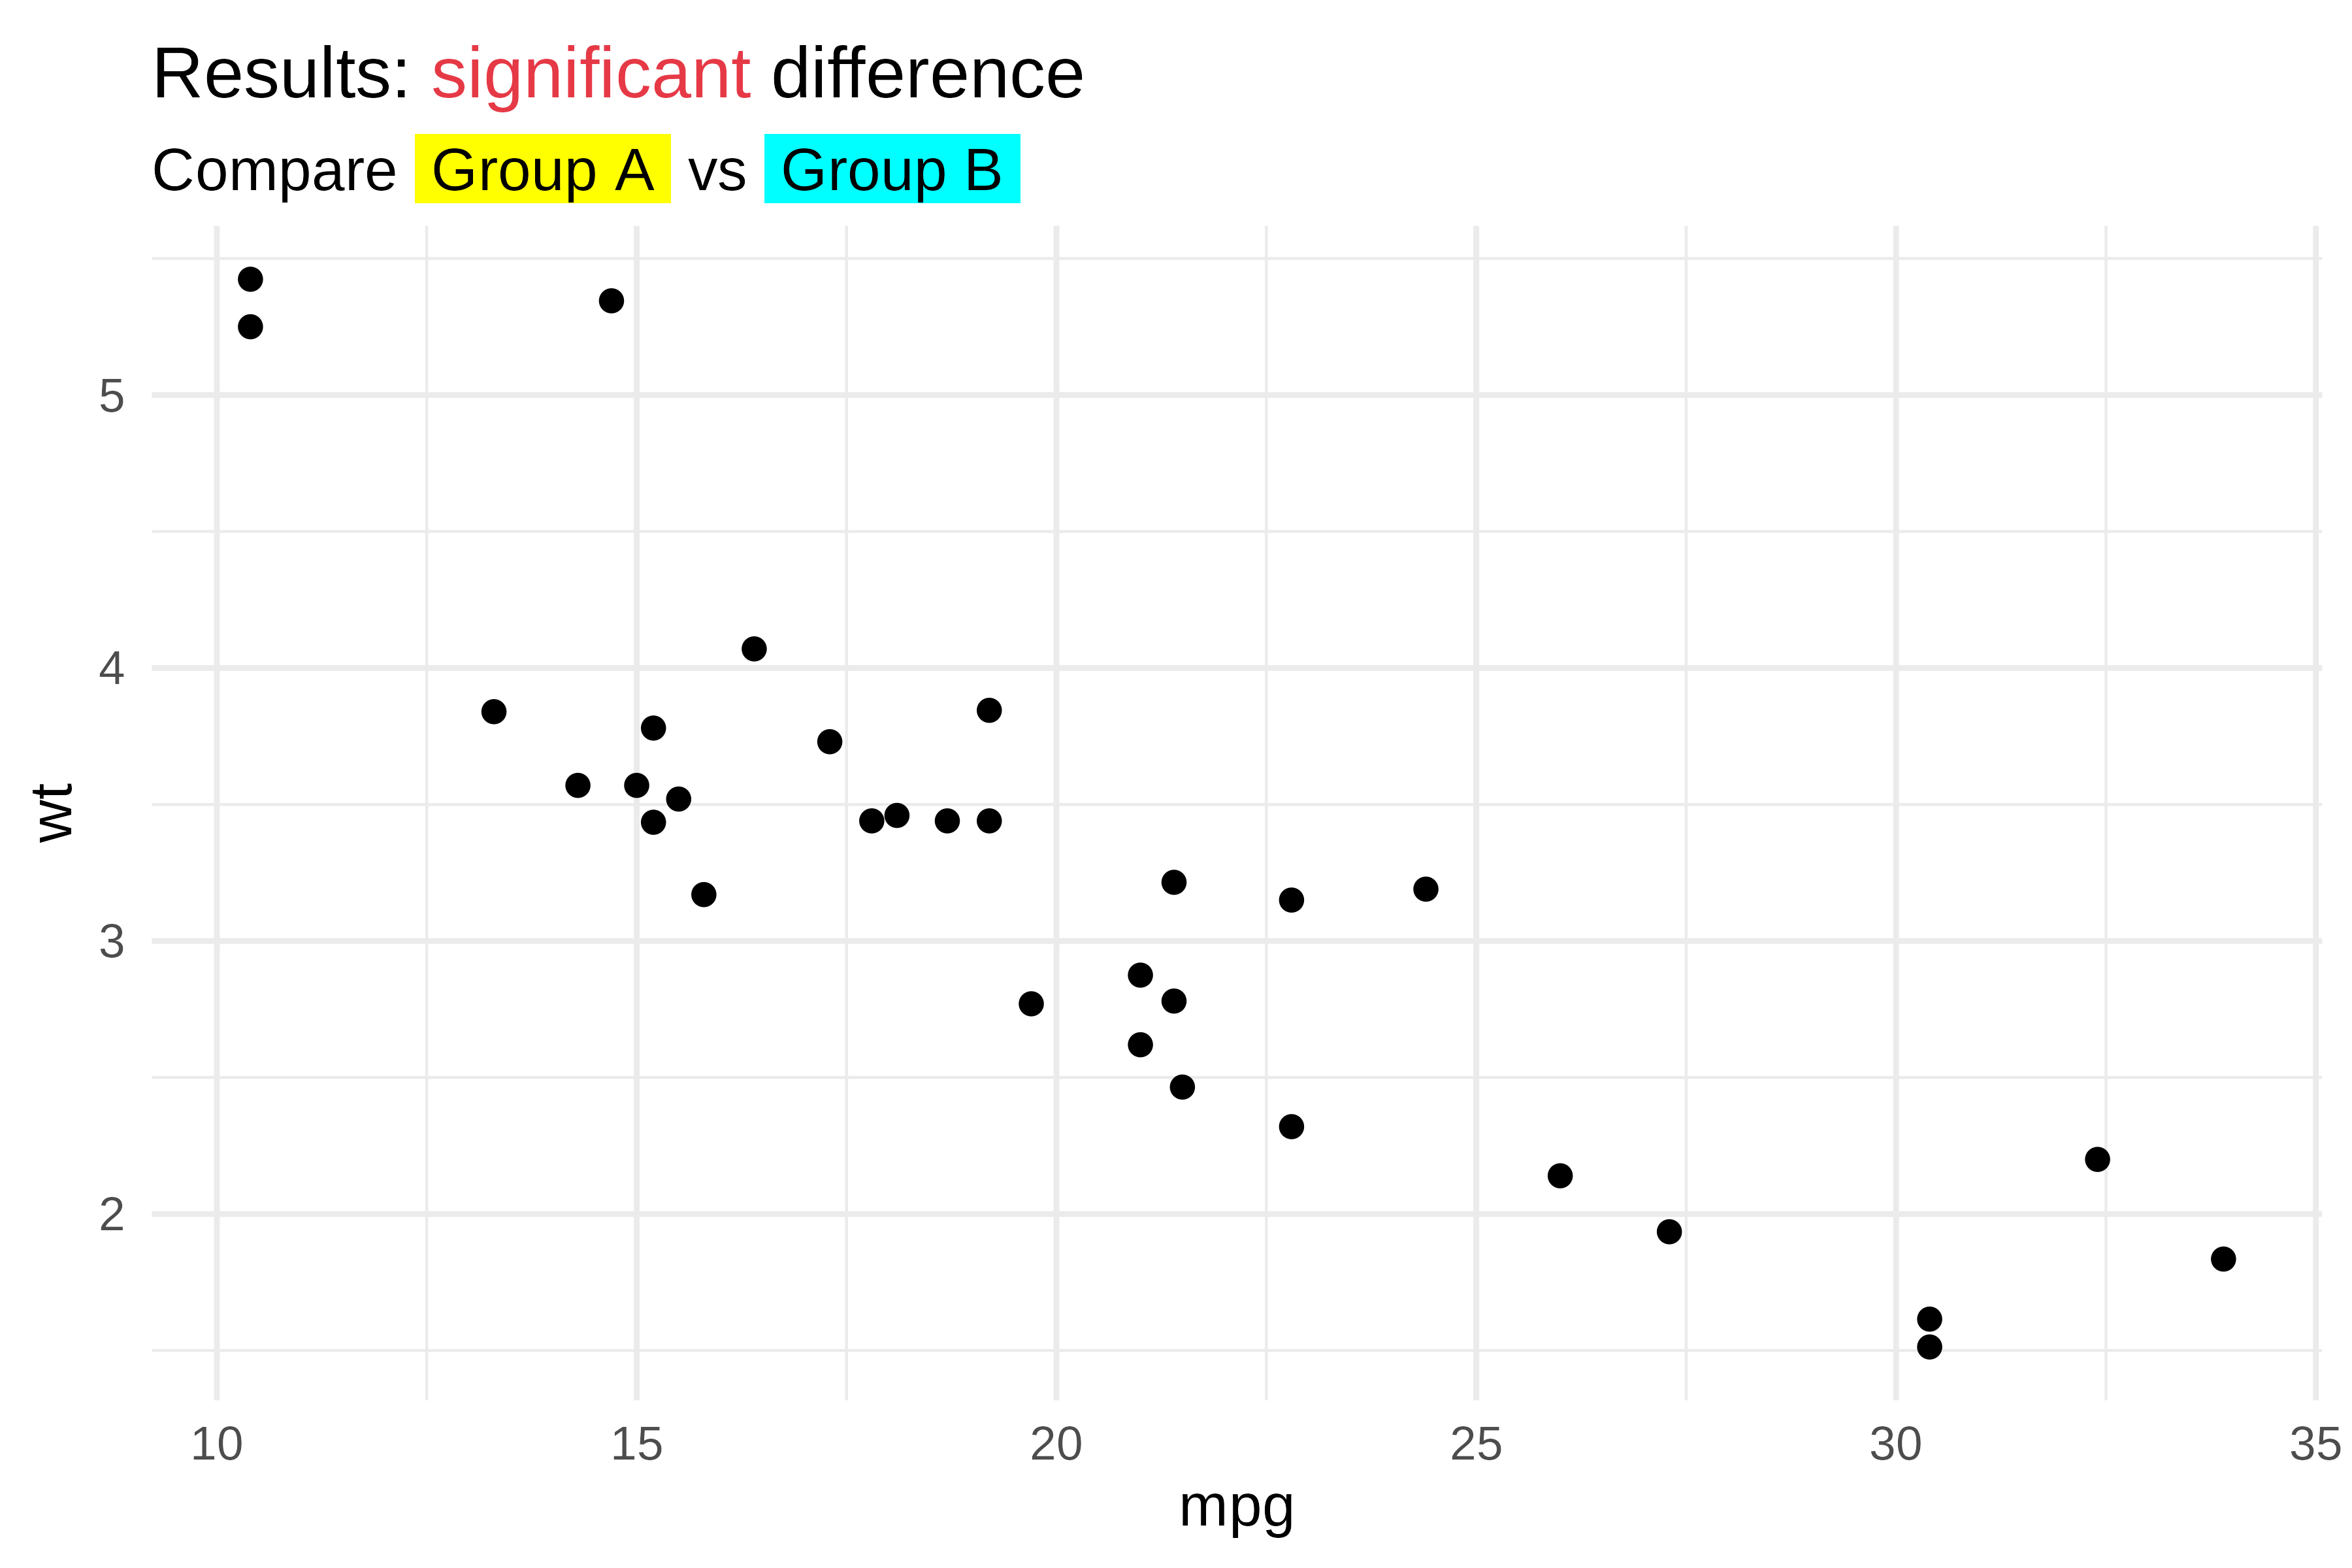 Results: significant difference
Compare Group A vs Group B
5
4
3
2
wt
10 15 20 25 30 35
mpg